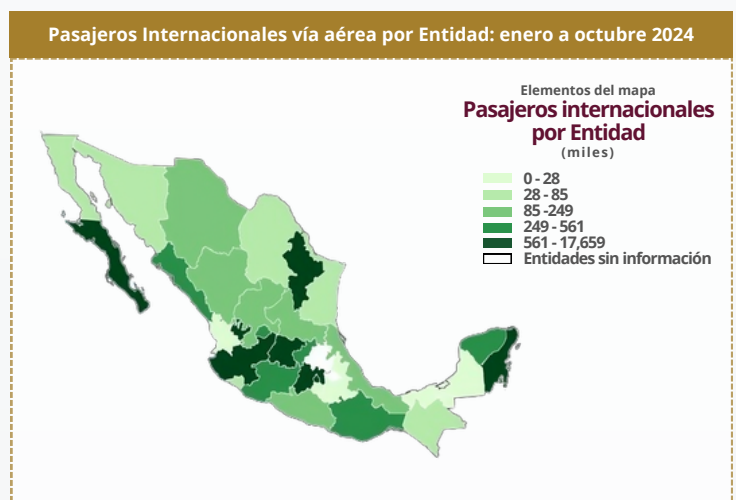 Pasajeros Internacionales vía aérea por Entidad: enero a octubre 2024
Elementos del mapa
Pasajeros internacionales
por Entidad
(miles)
0 - 28
28 - 85
85 -249
249 - 561
561 - 17,659
Entidades sin información